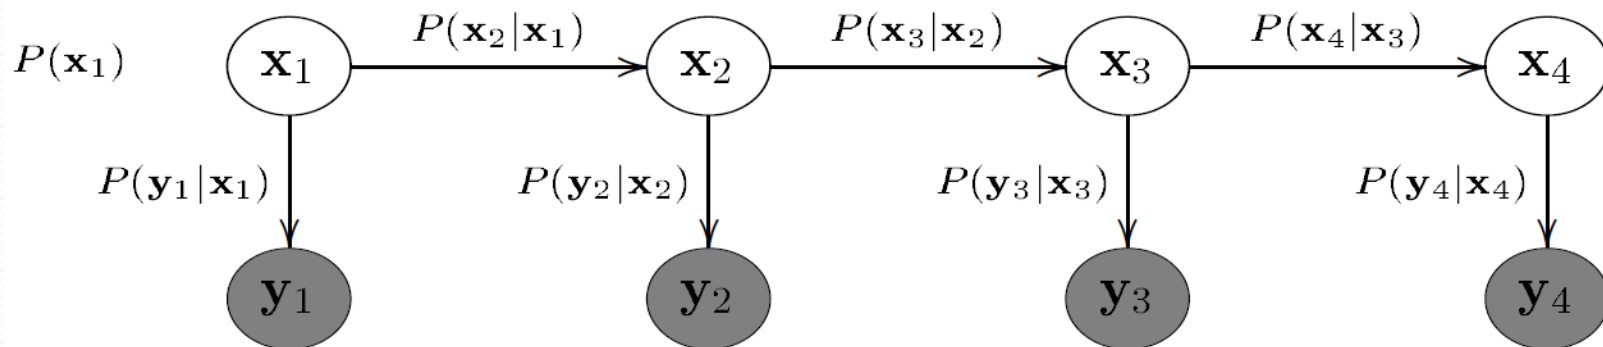 P(x₂|x₁) P(x₃|x₂) P(x₄|x₃)
P(x₁) x₁ x₂ x₃ x₄
P(y₁|x₁) P(y₂|x₂) P(y₃|x₃) P(y₄|x₄)
y₁ y₂ y₃ y₄